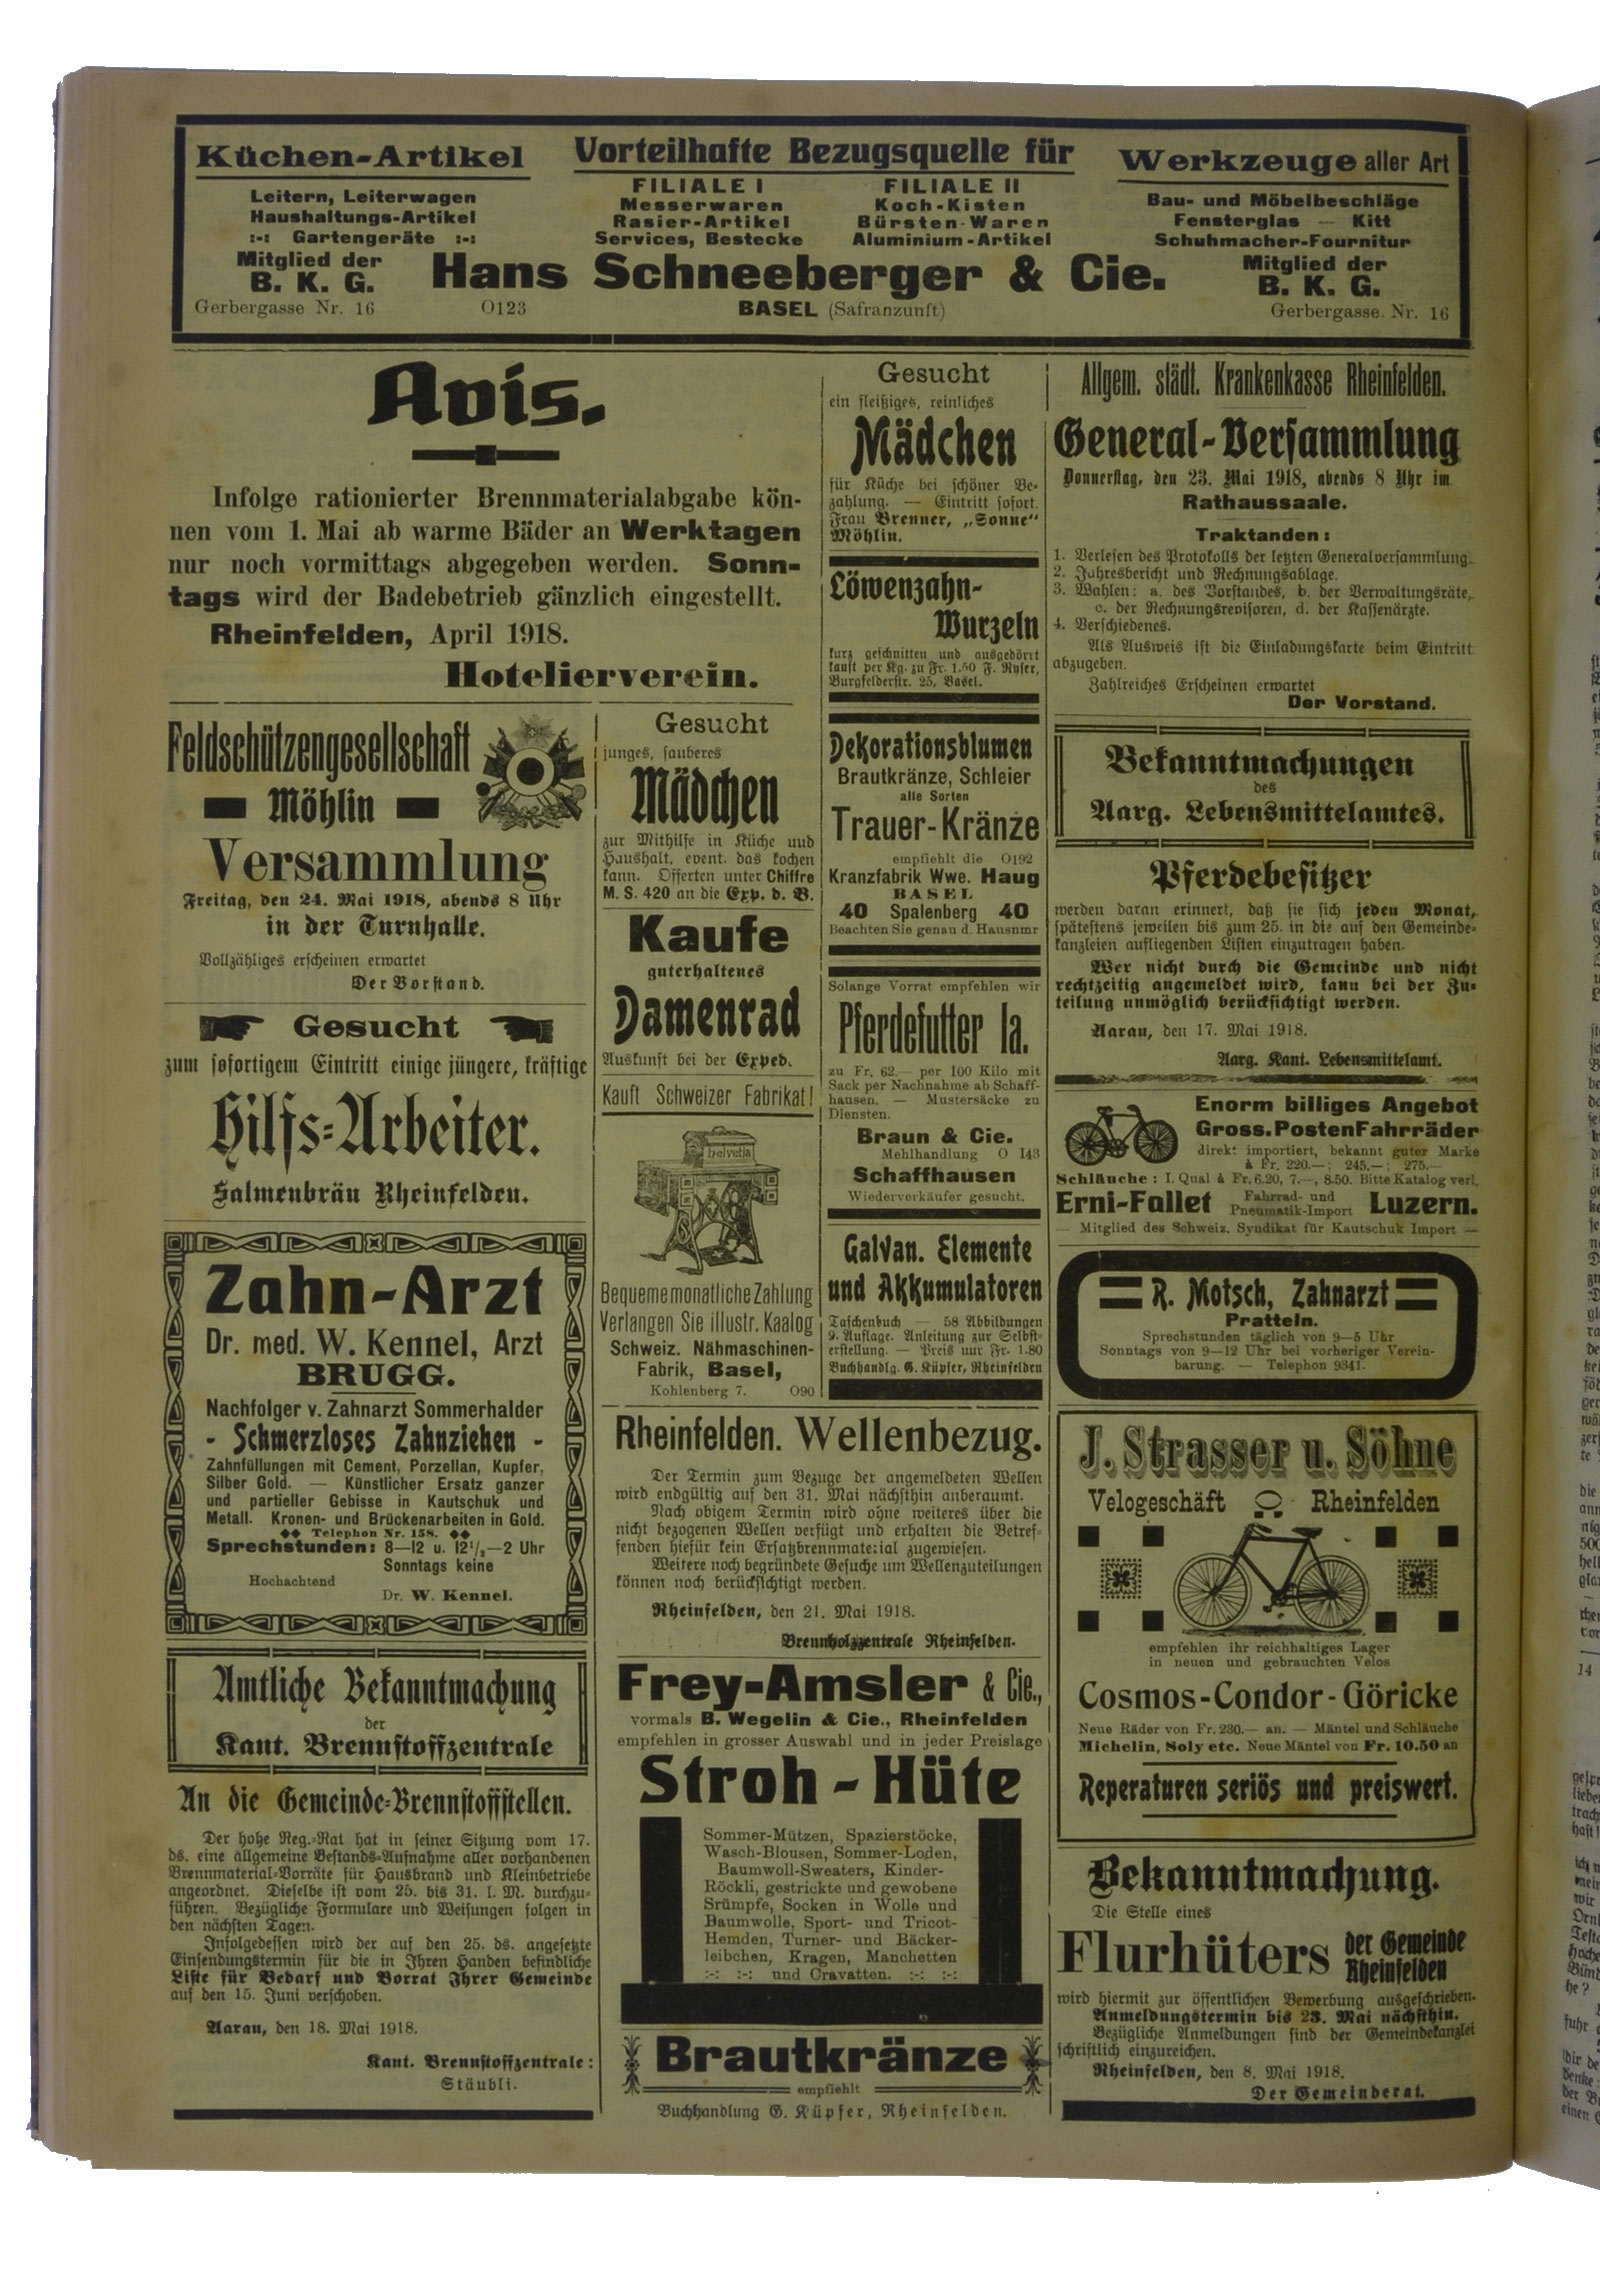 Küchen-Artikel
Leitern, Leiterwagen
Haushaltungs-Artikel
:-: Gartengeräte :-:
Mitglied der
B. K. G.
Gerbergasse Nr. 16
O123
Vorteilhafte Bezugsquelle für
FILIALE I
Messerwaren
Rasier-Artikel
Services, Bestecke
FILIALE II
Koch-Kisten
Bürsten-Waren
Aluminium-Artikel
Hans Schneeberger & Cie.
BASEL (Safranzunft)
Werkzeuge aller Art
Bau- und Möbelbeschläge
Fensterglas — Kitt
Schuhmacher-Fournitur
Mitglied der
B. K. G.
Gerbergasse. Nr. 16
Avis.
Infolge rationierter Brennmaterialabgabe kön-
nen vom 1. Mai ab warme Bäder an Werktagen
nur noch vormittags abgegeben werden. Sonn-
tags wird der Badebetrieb gänzlich eingestellt.
Rheinfelden, April 1918.
Hotelierverein.
Feldschützengesellschaft
Möhlin
Versammlung
Freitag, den 24. Mai 1918, abends 8 Uhr
in der Turnhalle.
Vollzähliges erscheinen erwartet
Der Vorstand.
Gesucht
zum sofortigem Eintritt einige jüngere, kräftige
Hilfs-Arbeiter.
Salmenbräu Rheinfelden.
Zahn-Arzt
Dr. med. W. Kennel, Arzt
BRUGG.
Nachfolger v. Zahnarzt Sommerhalder
- Schmerzloses Zahnziehen -
Zahnfüllungen mit Cement, Porzellan, Kupfer,
Silber Gold. — Künstlicher Ersatz ganzer
und partieller Gebisse in Kautschuk und
Metall. Kronen- und Brückenarbeiten in Gold.
Telephon Nr. 158.
Sprechstunden: 8—12 u. 12½—2 Uhr
Sonntags keine
Hochachtend
Dr. W. Kennel.
Amtliche Bekanntmachung
der
Kant. Brennstoffzentrale
An die Gemeinde-Brennstoffstellen.
Der hohe Reg.-Rat hat in seiner Sitzung vom 17.
ds. eine allgemeine Bestands-Aufnahme aller vorhandenen
Brennmaterial-Vorräte für Hausbrand und Kleinbetriebe
angeordnet. Dieselbe ist vom 25. bis 31. l. M. durchzu-
führen. Bezügliche Formulare und Weisungen folgen in
den nächsten Tagen.
Infolgedessen wird der auf den 25. ds. angesetzte
Einsendungstermin für die in Ihren Handen befindliche
Liste für Bedarf und Vorrat Ihrer Gemeinde
auf den 15. Juni verschoben.
Aarau, den 18. Mai 1918.
Kant. Brennstoffzentrale:
Stäubli.
Gesucht
junges, sauberes
Mädchen
zur Mithilfe in Küche und
Haushalt, event. das kochen
kann. Offerten unter Chiffre
M. S. 420 an die Exp. d. B.
Kaufe
guterhaltenes
Damenrad
Auskunft bei der Exped.
Kauft Schweizer Fabrikat!
Helvetia
Bequeme monatliche Zahlung
Verlangen Sie illustr. Kaalog
Schweiz. Nähmaschinen-
Fabrik, Basel,
Kohlenberg 7. O90
Gesucht
ein fleißiges, reinliches
Mädchen
für Küche bei schöner Be-
zahlung. — Eintritt sofort.
Frau Brenner, „Sonne"
Möhlin.
Löwenzahn-
Wurzeln
kurz geschnitten und ausgedörrt
kauft per Kg. zu Fr. 1.50 F. Ryser,
Burgfelderstr. 25, Basel.
Dekorationsblumen
Brautkränze, Schleier
alle Sorten
Trauer-Kränze
empfiehlt die O192
Kranzfabrik Wwe. Haug
BASEL
40 Spalenberg 40
Beachten Sie genau d. Hausnmr
Solange Vorrat empfehlen wir
Pferdefutter Ia.
zu Fr. 62.— per 100 Kilo mit
Sack per Nachnahme ab Schaff-
hausen. — Mustersäcke zu
Diensten.
Braun & Cie.
Mehlhandlung O 143
Schaffhausen
Wiederverkäufer gesucht.
Galvan. Elemente
und Akkumulatoren
Taschenbuch — 58 Abbildungen
9. Auflage. Anleitung zur Selbst-
erstellung. — Preis nur Fr. 1.80
Buchhandlg. G. Küpfer, Rheinfelden
Rheinfelden. Wellenbezug.
Der Termin zum Bezuge der angemeldeten Wellen
wird endgültig auf den 31. Mai nächsthin anberaumt.
Nach obigem Termin wird ohne weiteres über die
nicht bezogenen Wellen verfügt und erhalten die Betref-
fenden hiefür kein Ersatzbrennmaterial zugewiesen.
Weitere noch begründete Gesuche um Wellenzuteilungen
können noch berücksichtigt werden.
Rheinfelden, den 21. Mai 1918.
Brennholzzentrale Rheinfelden.
Frey-Amsler & Cie.,
vormals B. Wegelin & Cie., Rheinfelden
empfehlen in grosser Auswahl und in jeder Preislage
Stroh-Hüte
Sommer-Mützen, Spazierstöcke,
Wasch-Blousen, Sommer-Loden,
Baumwoll-Sweaters, Kinder-
Röckli, gestrickte und gewobene
Strümpfe, Socken in Wolle und
Baumwolle, Sport- und Tricot-
Hemden, Turner- und Bäcker-
leibchen, Kragen, Manchetten
:-: :-: und Cravatten. :-: :-:
Brautkränze
empfiehlt
Buchhandlung G. Küpfer, Rheinfelden.
Allgem. städt. Krankenkasse Rheinfelden.
General-Versammlung
Donnerstag, den 23. Mai 1918, abends 8 Uhr im
Rathaussaale.
Traktanden:
1. Verlesen des Protokolls der letzten Generalversammlung.
2. Jahresbericht und Rechnungsablage.
3. Wahlen: a. des Vorstandes, b. der Verwaltungsräte,
c. der Rechnungsrevisoren, d. der Kassenärzte.
4. Verschiedenes.
Als Ausweis ist die Einladungskarte beim Eintritt
abzugeben.
Zahlreiches Erscheinen erwartet
Der Vorstand.
Bekanntmachungen
des
Aarg. Lebensmittelamtes.
Pferdebesitzer
werden daran erinnert, daß sie sich jeden Monat,
spätestens jeweilen bis zum 25. in die auf den Gemeinde-
kanzleien aufliegenden Listen einzutragen haben.
Wer nicht durch die Gemeinde und nicht
rechtzeitig angemeldet wird, kann bei der Zu-
teilung unmöglich berücksichtigt werden.
Aarau, den 17. Mai 1918.
Aarg. Kant. Lebensmittelamt.
Enorm billiges Angebot
Gross. Posten Fahrräder
direkt importiert, bekannt guter Marke
à Fr. 220.—; 245.—; 275.—
Schläuche: I. Qual à Fr. 6.20, 7.—, 8.50. Bitte Katalog verl.
Erni-Fallet Fahrrad- und Pneumatik-Import Luzern.
— Mitglied des Schweiz. Syndikat für Kautschuk Import —
R. Motsch, Zahnarzt
Pratteln.
Sprechstunden täglich von 9—5 Uhr
Sonntags von 9—12 Uhr bei vorheriger Verein-
barung. — Telephon 9341.
J. Strasser u. Söhne
Velogeschäft Rheinfelden
empfehlen ihr reichhaltiges Lager
in neuen und gebrauchten Velos
Cosmos-Condor-Göricke
Neue Räder von Fr. 230.— an. — Mäntel und Schläuche
Michelin, Soly etc. Neue Mäntel von Fr. 10.50 an
Reperaturen seriös und preiswert.
Bekanntmachung.
Die Stelle eines
Flurhüters der Gemeinde Rheinfelden
wird hiermit zur öffentlichen Bewerbung ausgeschrieben.
Anmeldungstermin bis 23. Mai nächsthin.
Bezügliche Anmeldungen sind der Gemeindekanzlei
schriftlich einzureichen.
Rheinfelden, den 8. Mai 1918.
Der Gemeinderat.